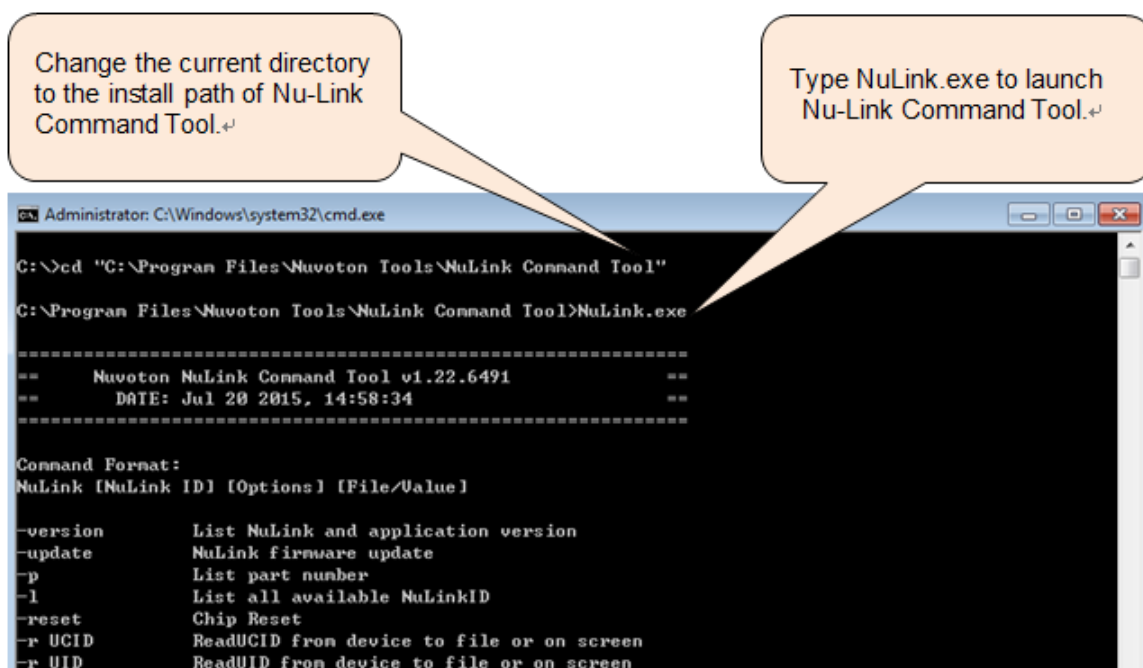 Change the current directory
to the install path of Nu-Link
Command Tool.↵
Type NuLink.exe to launch
Nu-Link Command Tool.↵
Administrator: C:\Windows\system32\cmd.exe
C:\>cd "C:\Program Files\Nuvoton Tools\NuLink Command Tool"
C:\Program Files\Nuvoton Tools\NuLink Command Tool>NuLink.exe
==============================================================
== Nuvoton NuLink Command Tool v1.22.6491 ==
== DATE: Jul 20 2015, 14:58:34 ==
==============================================================
Command Format:
NuLink [NuLink ID] [Options] [File/Value]
-version List NuLink and application version
-update NuLink firmware update
-p List part number
-l List all available NuLinkID
-reset Chip Reset
-r UCID ReadUCID from device to file or on screen
-r UID ReadUID from device to file or on screen